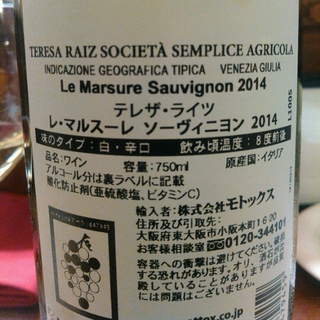 TERESA RAIZ SOCIETÀ SEMPLICE AGRICOLA
INDICAZIONE GEOGRAFICA TIPICA VENEZIA GIULIA
Le Marsure Sauvignon 2014
テレザ・ライツ
レ・マルスーレ ソーヴィニヨン 2014
味のタイプ:白・辛口 飲み頃温度:8度前後
品名:ワイン 容量:750ml 原産国:イタリア
アルコール分は裏ラベルに記載
酸化防止剤(亜硫酸塩、ビタミンC)
輸入者:株式会社モトックス
住所及び引取先:
大阪府東大阪市小阪本町1-6-20
お客様相談室 0120-344101
容器への衝撃は避けてください。破損
する恐れがあります。オリ、酒石が沈
殿していることがありますが品質に
は問題はございません。
L1005